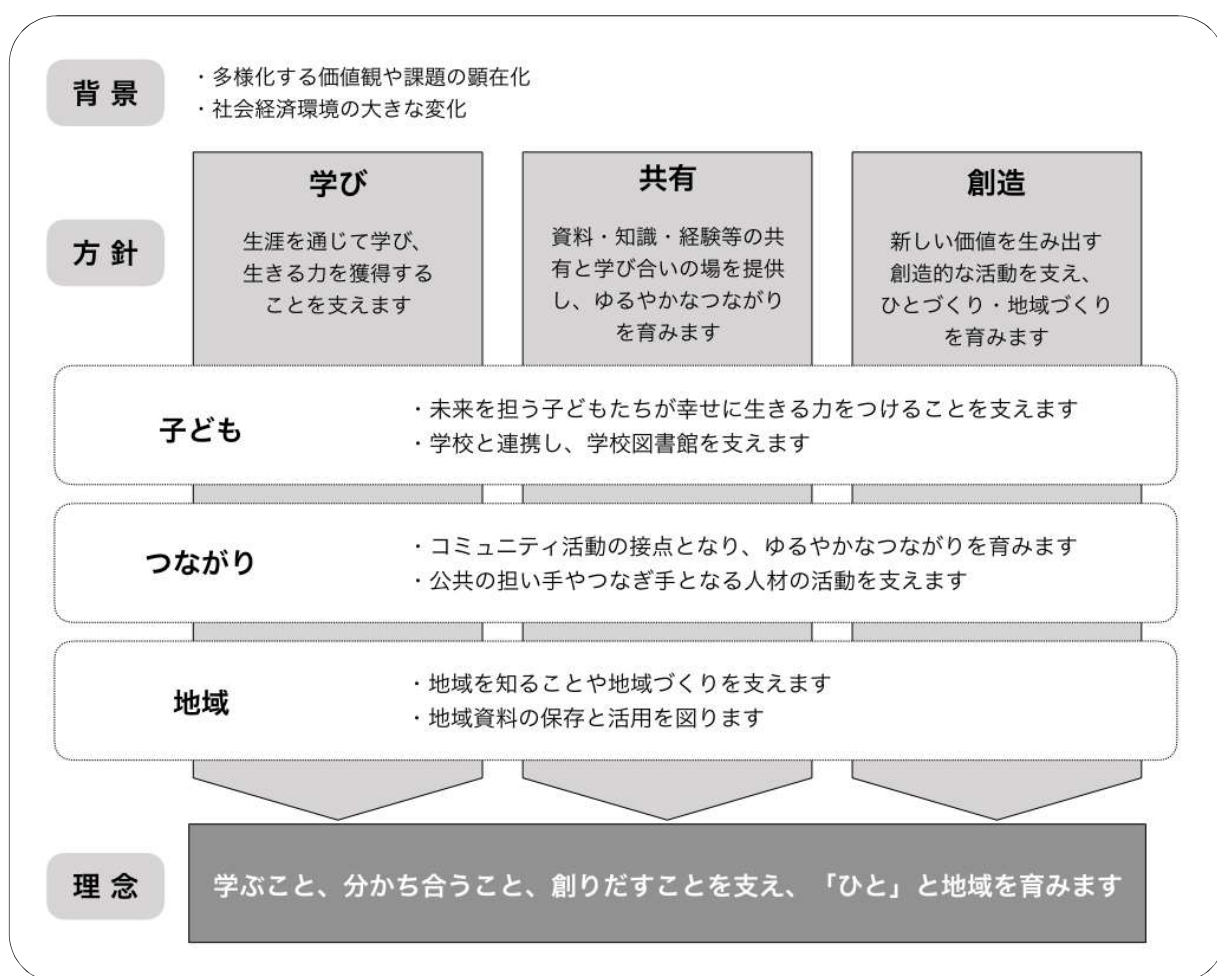 背景
・多様化する価値観や課題の顕在化
・社会経済環境の大きな変化
方針
学び
生涯を通じて学び、
生きる力を獲得する
ことを支えます
共有
資料・知識・経験等の共
有と学び合いの場を提供
し、ゆるやかなつながり
を育みます
創造
新しい価値を生み出す
創造的な活動を支え、
ひとづくり・地域づくり
を育みます
子ども
・未来を担う子どもたちが幸せに生きる力をつけることを支えます
・学校と連携し、学校図書館を支えます
つながり
・コミュニティ活動の接点となり、ゆるやかなつながりを育みます
・公共の担い手やつなぎ手となる人材の活動を支えます
地域
・地域を知ることや地域づくりを支えます
・地域資料の保存と活用を図ります
理念
学ぶこと、分かち合うこと、創りだすことを支え、「ひと」と地域を育みます